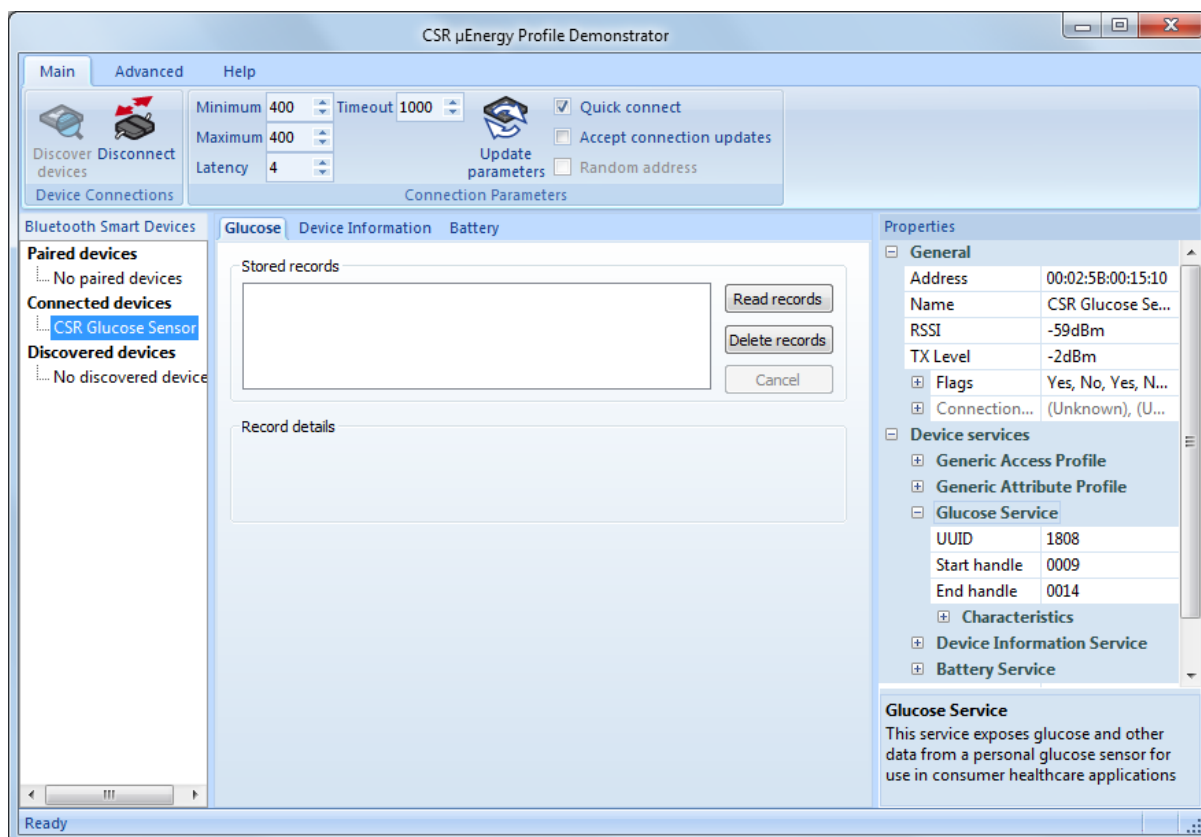 CSR µEnergy Profile Demonstrator
Main Advanced Help
Discover devices
Disconnect
Device Connections
Minimum 400 Timeout 1000
Maximum 400
Latency 4
Update parameters
Quick connect
Accept connection updates
Random address
Connection Parameters
Bluetooth Smart Devices
Paired devices
No paired devices
Connected devices
CSR Glucose Sensor
Discovered devices
No discovered device
Glucose Device Information Battery
Stored records
Read records
Delete records
Cancel
Record details
Properties
General
Address 00:02:5B:00:15:10
Name CSR Glucose Se...
RSSI -59dBm
TX Level -2dBm
Flags Yes, No, Yes, N...
Connection... (Unknown), (U...
Device services
Generic Access Profile
Generic Attribute Profile
Glucose Service
UUID 1808
Start handle 0009
End handle 0014
Characteristics
Device Information Service
Battery Service
Glucose Service
This service exposes glucose and other
data from a personal glucose sensor for
use in consumer healthcare applications
Ready